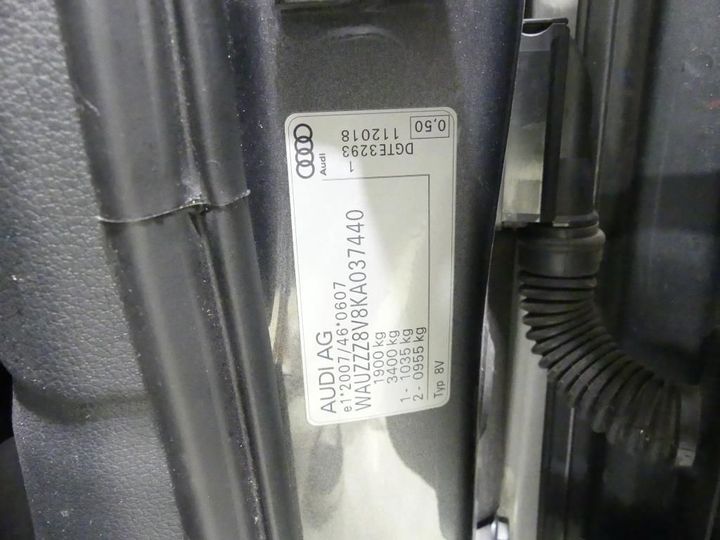 AUDI AG
e1*2007/46*0607
WAUZZZ8V8KA037440
1900 kg
3400 kg
1 - 1035 kg
2 - 0955 kg
Typ 8V
Audi
1
DGTE3293
112018
0,50